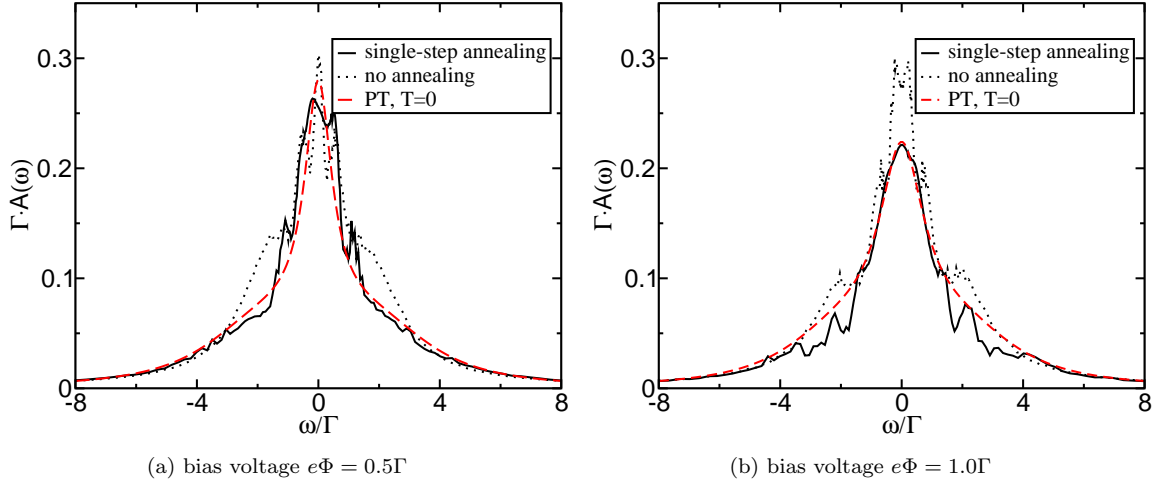 single-step annealing
no annealing
PT, T=0
Γ·A(ω)
0.3
0.2
0.1
0
-8 -4 0 4 8
ω/Γ
(a) bias voltage eΦ = 0.5Γ
single-step annealing
no annealing
PT, T=0
Γ·A(ω)
0.3
0.2
0.1
0
-8 -4 0 4 8
ω/Γ
(b) bias voltage eΦ = 1.0Γ